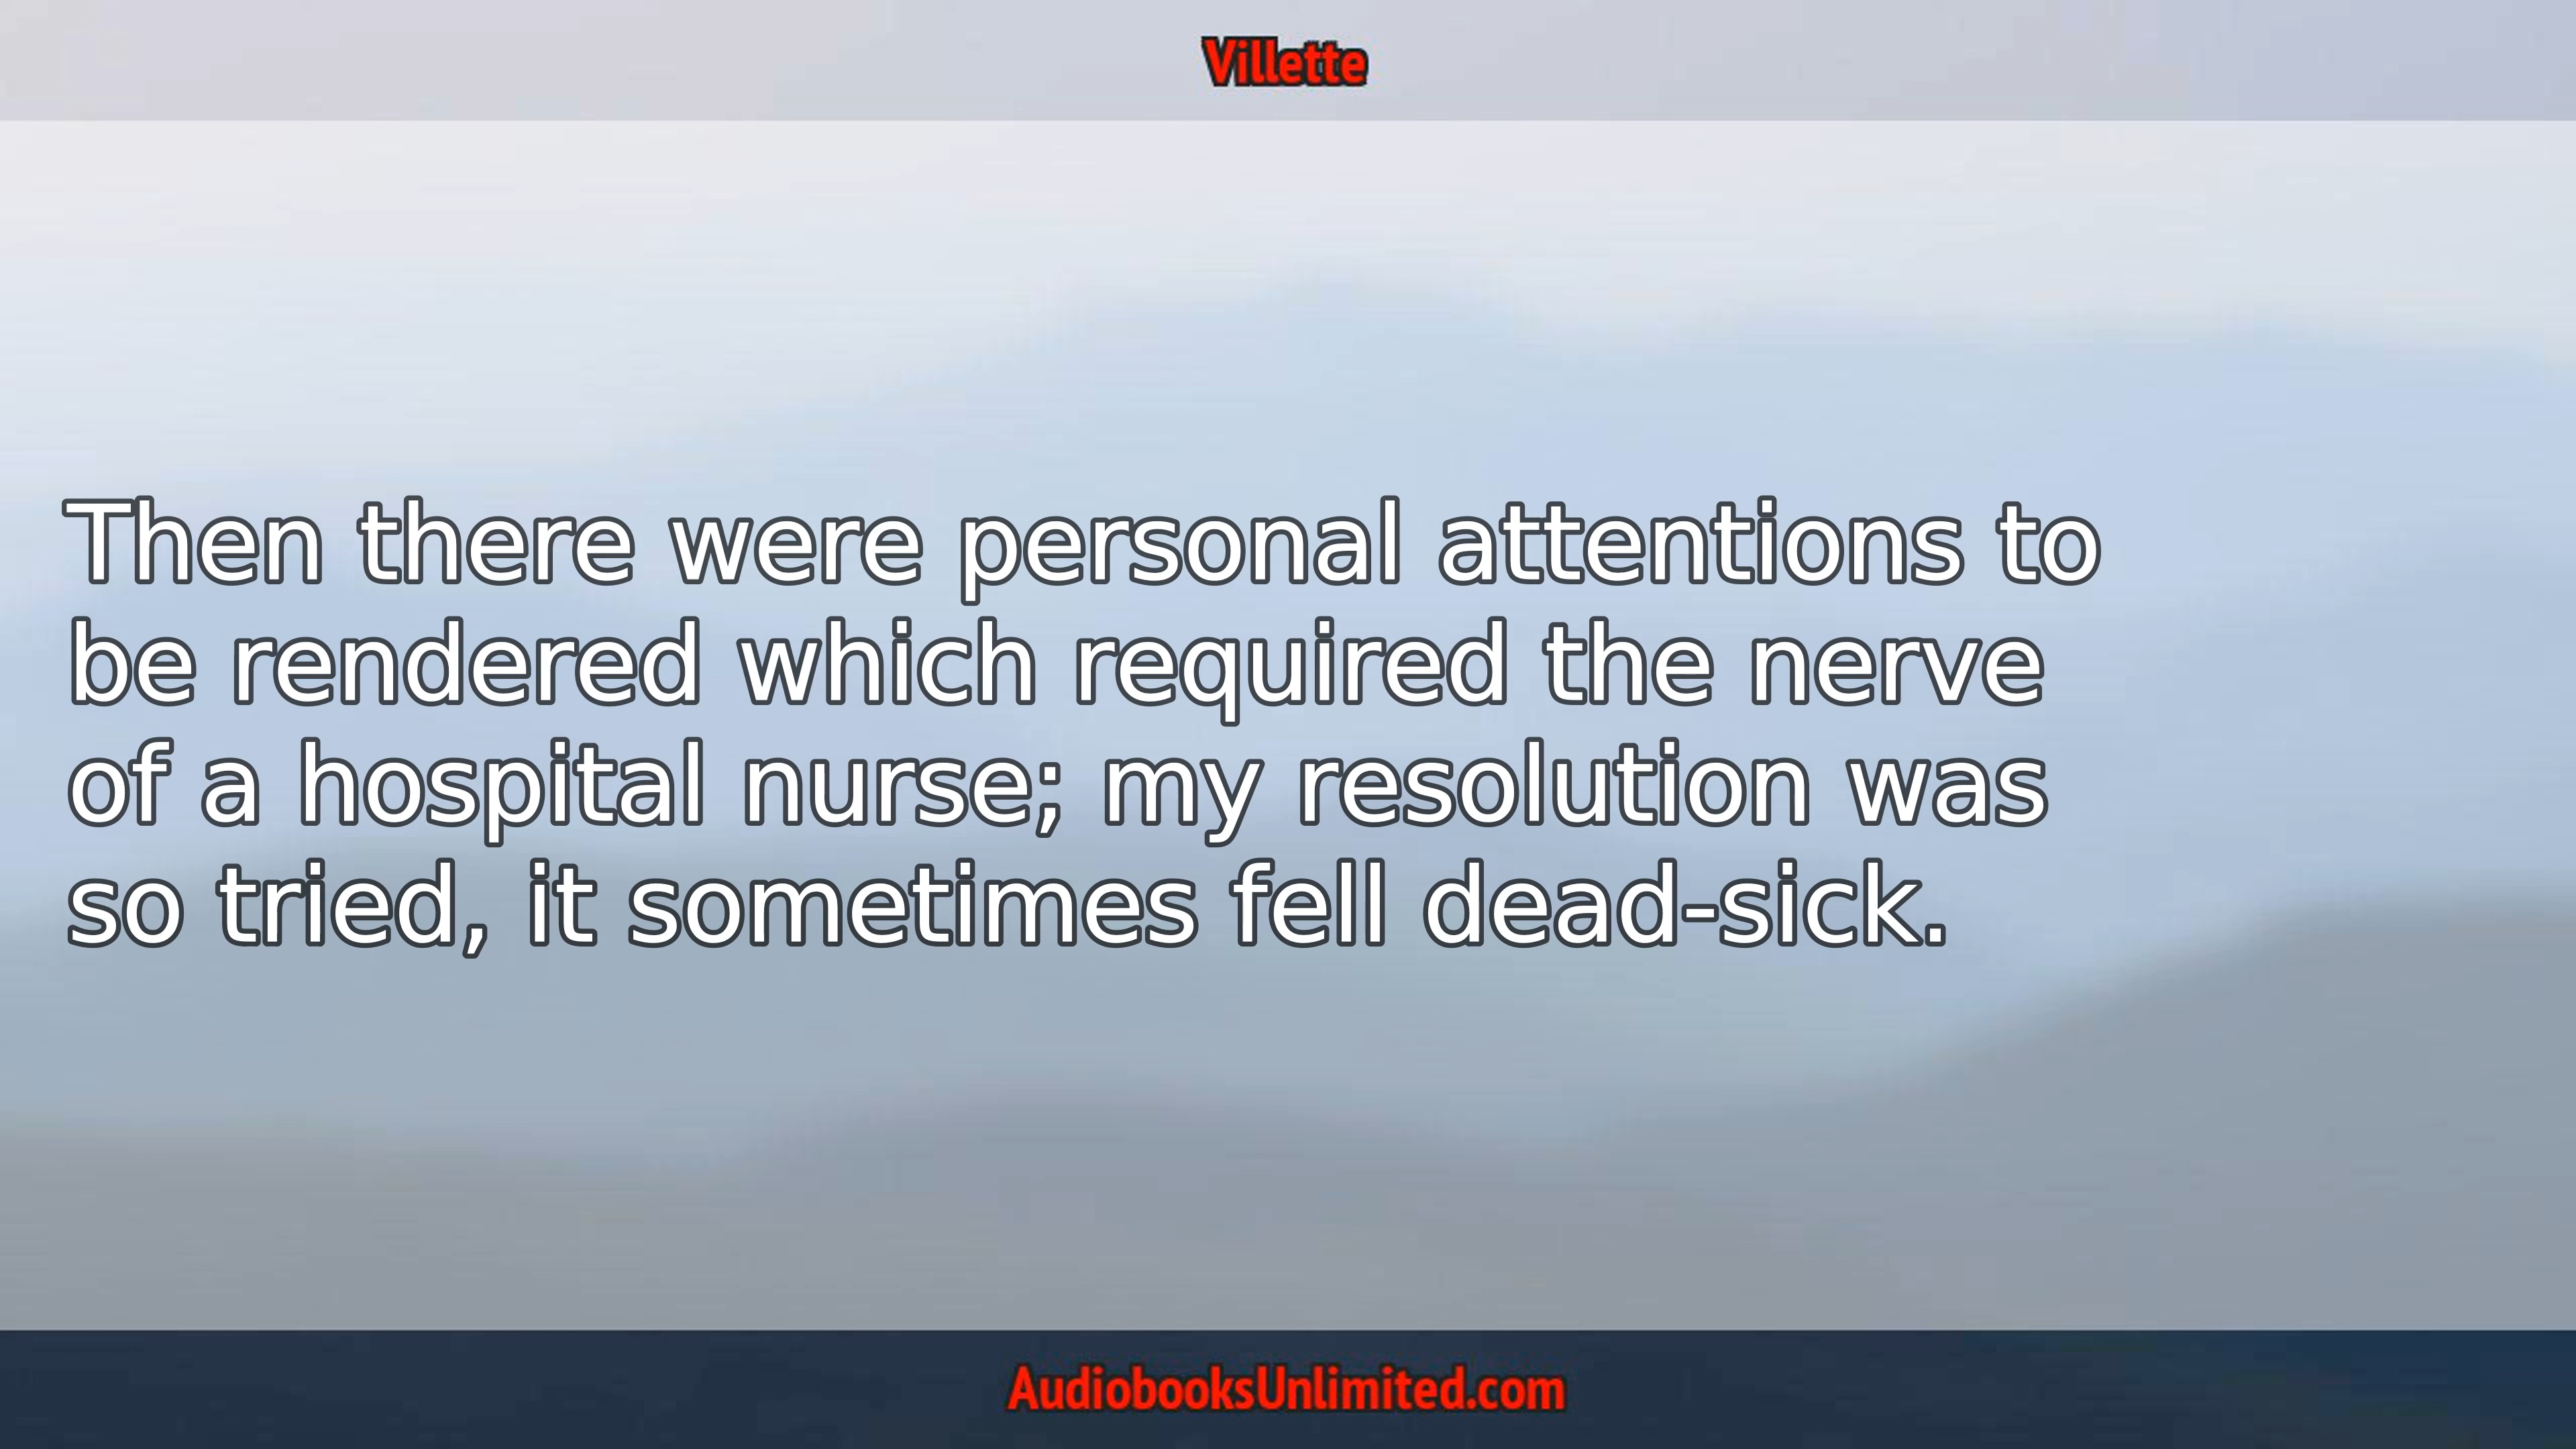 Villette
Then there were personal attentions to
be rendered which required the nerve
of a hospital nurse; my resolution was
so tried, it sometimes fell dead-sick.
AudiobooksUnlimited.com